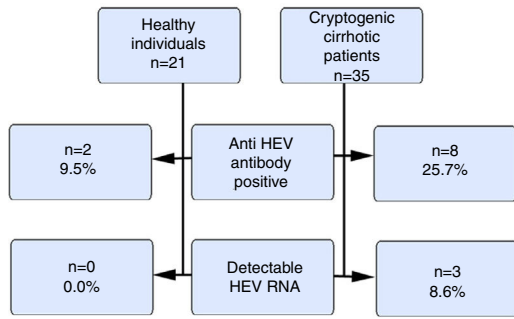 Healthy
individuals
n=21
Cryptogenic
cirrhotic
patients
n=35
n=2
9.5%
Anti HEV
antibody
positive
n=8
25.7%
n=0
0.0%
Detectable
HEV RNA
n=3
8.6%